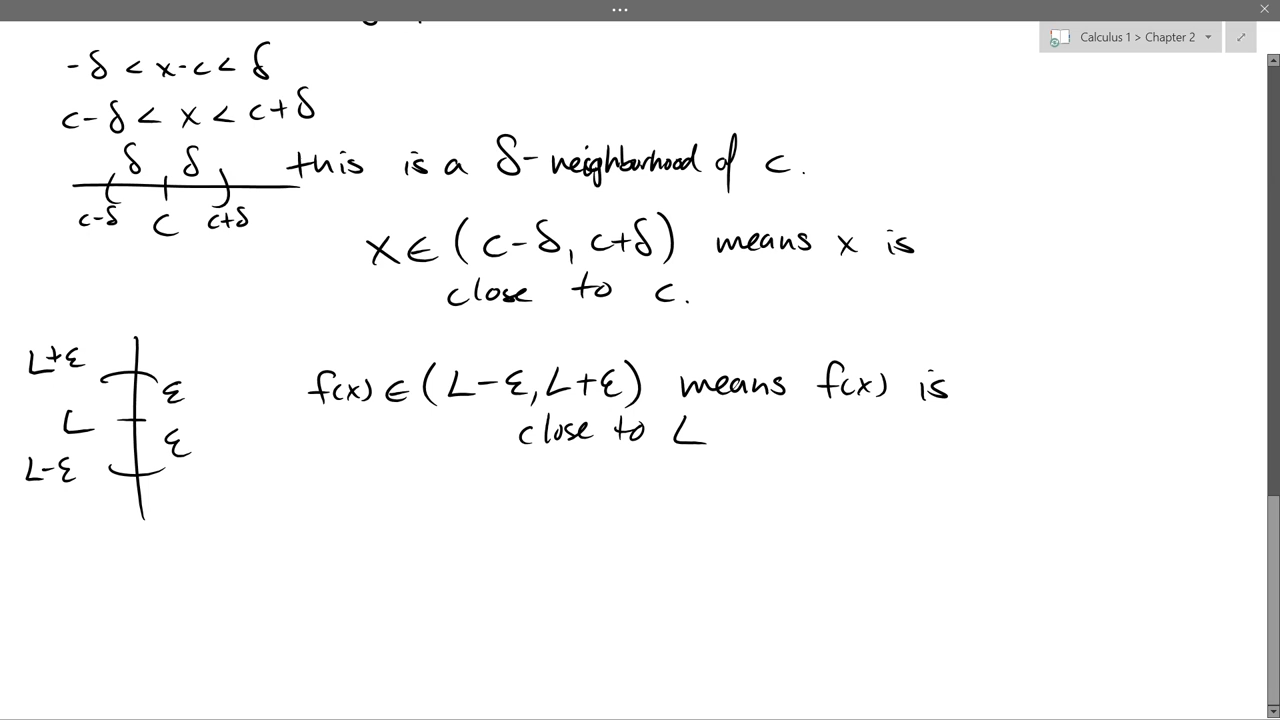 Calculus 1 > Chapter 2
-δ < x-c < δ
c-δ < x < c+δ
δ δ
this is a δ-neighborhood of c.
c-δ c c+δ
x ∈ (c-δ, c+δ) means x is
close to c.
L+ε
ε
L
ε
L-ε
f(x) ∈ (L-ε, L+ε) means f(x) is
close to L